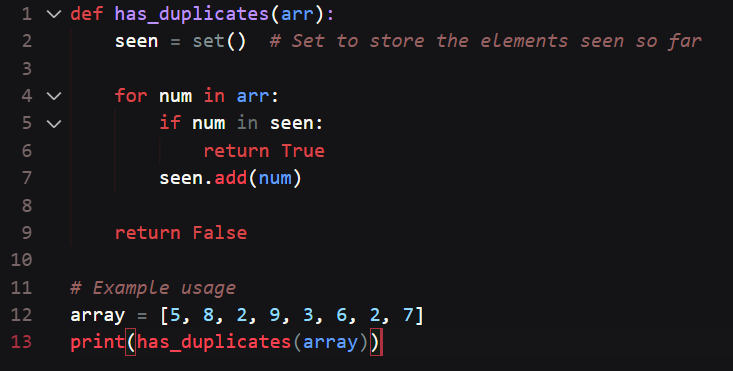 1 def has_duplicates(arr):
2     seen = set()  # Set to store the elements seen so far
3
4     for num in arr:
5         if num in seen:
6             return True
7         seen.add(num)
8
9     return False
10
11 # Example usage
12 array = [5, 8, 2, 9, 3, 6, 2, 7]
13 print(has_duplicates(array))